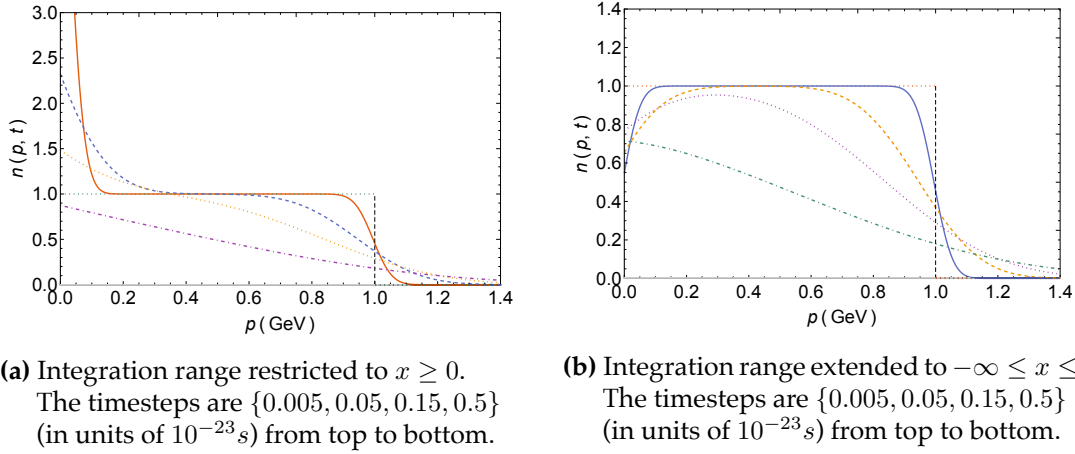 3.0
2.5
2.0
1.5
1.0
0.5
0.0
n(p, t)
0.0 0.2 0.4 0.6 0.8 1.0 1.2 1.4
p (GeV)
1.4
1.2
1.0
0.8
0.6
0.4
0.2
0.0
n(p, t)
0.0 0.2 0.4 0.6 0.8 1.0 1.2 1.4
p (GeV)
(a) Integration range restricted to x ≥ 0.
The timesteps are {0.005, 0.05, 0.15, 0.5}
(in units of 10⁻²³s) from top to bottom.
(b) Integration range extended to −∞ ≤ x ≤
The timesteps are {0.005, 0.05, 0.15, 0.5}
(in units of 10⁻²³s) from top to bottom.